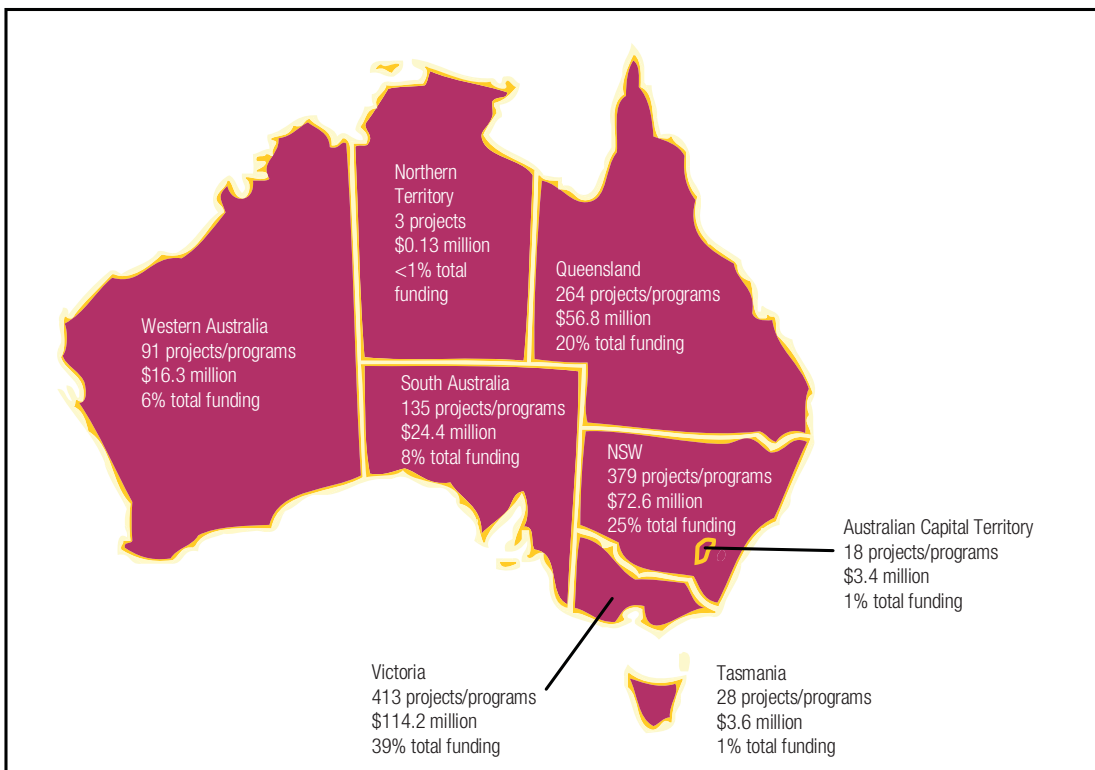 Northern
Territory
3 projects
$0.13 million
<1% total
funding
Queensland
264 projects/programs
$56.8 million
20% total funding
Western Australia
91 projects/programs
$16.3 million
6% total funding
South Australia
135 projects/programs
$24.4 million
8% total funding
NSW
379 projects/programs
$72.6 million
25% total funding
Australian Capital Territory
18 projects/programs
$3.4 million
1% total funding
Victoria
413 projects/programs
$114.2 million
39% total funding
Tasmania
28 projects/programs
$3.6 million
1% total funding